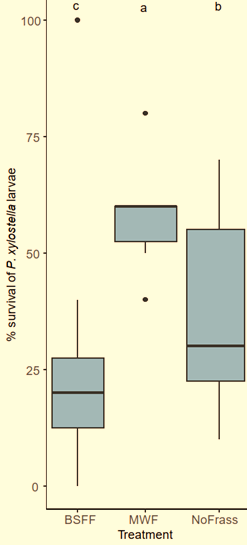 c a b
100
75
50
25
0
% survival of P. xylostella larvae
BSFF MWF NoFrass
Treatment